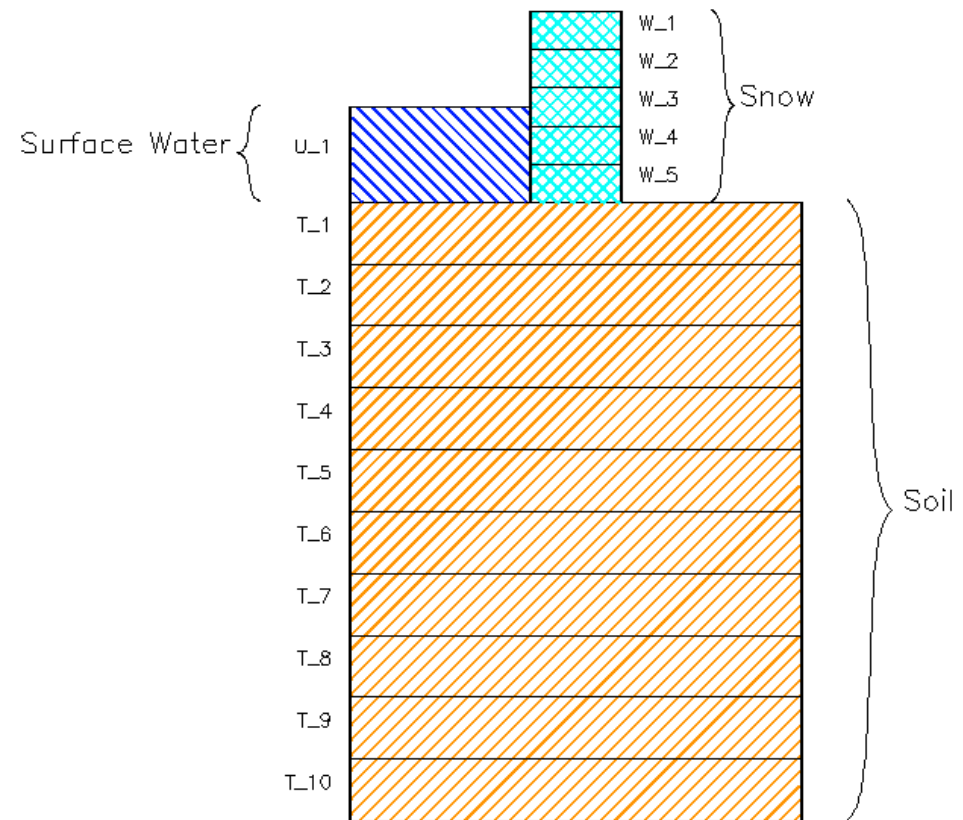 W_1
W_2
W_3
Snow
W_4
Surface Water
U_1
W_5
T_1
T_2
T_3
T_4
T_5
Soil
T_6
T_7
T_8
T_9
T_10